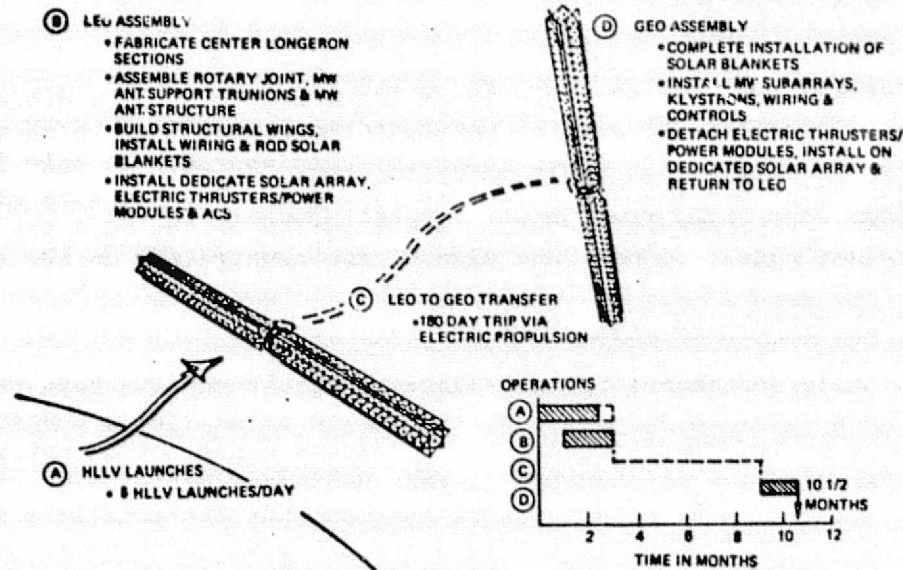 B LEO ASSEMBLY
• FABRICATE CENTER LONGERON
SECTIONS
• ASSEMBLE ROTARY JOINT, MW
ANT. SUPPORT TRUNIONS & MW
ANT. STRUCTURE
• BUILD STRUCTURAL WINGS,
INSTALL WIRING & ROD SOLAR
BLANKETS
• INSTALL DEDICATE SOLAR ARRAY,
ELECTRIC THRUSTERS/POWER
MODULES & ACS
D GEO ASSEMBLY
• COMPLETE INSTALLATION OF
SOLAR BLANKETS
• INSTALL MW SUBARRAYS,
KLYSTRONS, WIRING &
CONTROLS
• DETACH ELECTRIC THRUSTERS/
POWER MODULES, INSTALL ON
DEDICATED SOLAR ARRAY &
RETURN TO LEO
C LEO TO GEO TRANSFER
• 180 DAY TRIP VIA
ELECTRIC PROPULSION
A HLLV LAUNCHES
• HLLV LAUNCHES/DAY
OPERATIONS
A
B
C
D
10 1/2
MONTHS
2 4 6 8 10 12
TIME IN MONTHS